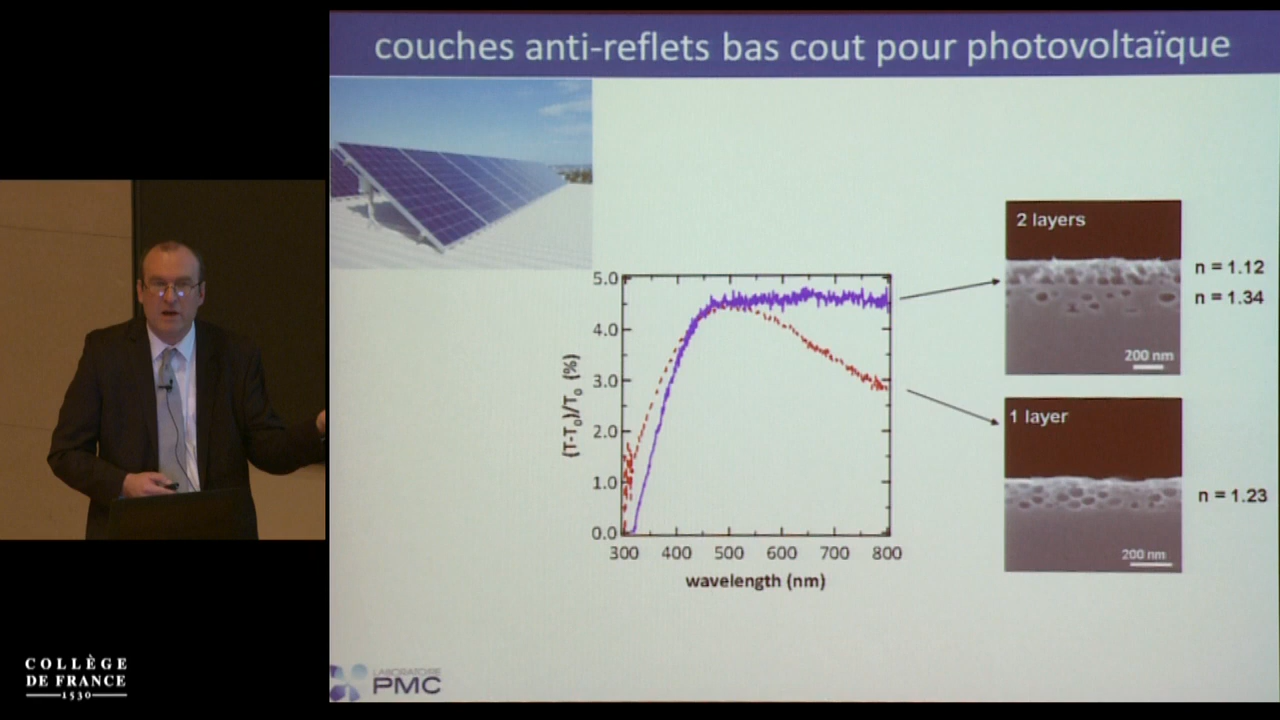 couches anti-reflets bas cout pour photovoltaïque
2 layers
n = 1.12
n = 1.34
200 nm
1 layer
n = 1.23
200 nm
(T-T0)/T0 (%)
5.0
4.0
3.0
2.0
1.0
0.0
300 400 500 600 700 800
wavelength (nm)
LABORATOIRE
PMC
COLLÈGE
DE FRANCE
1530